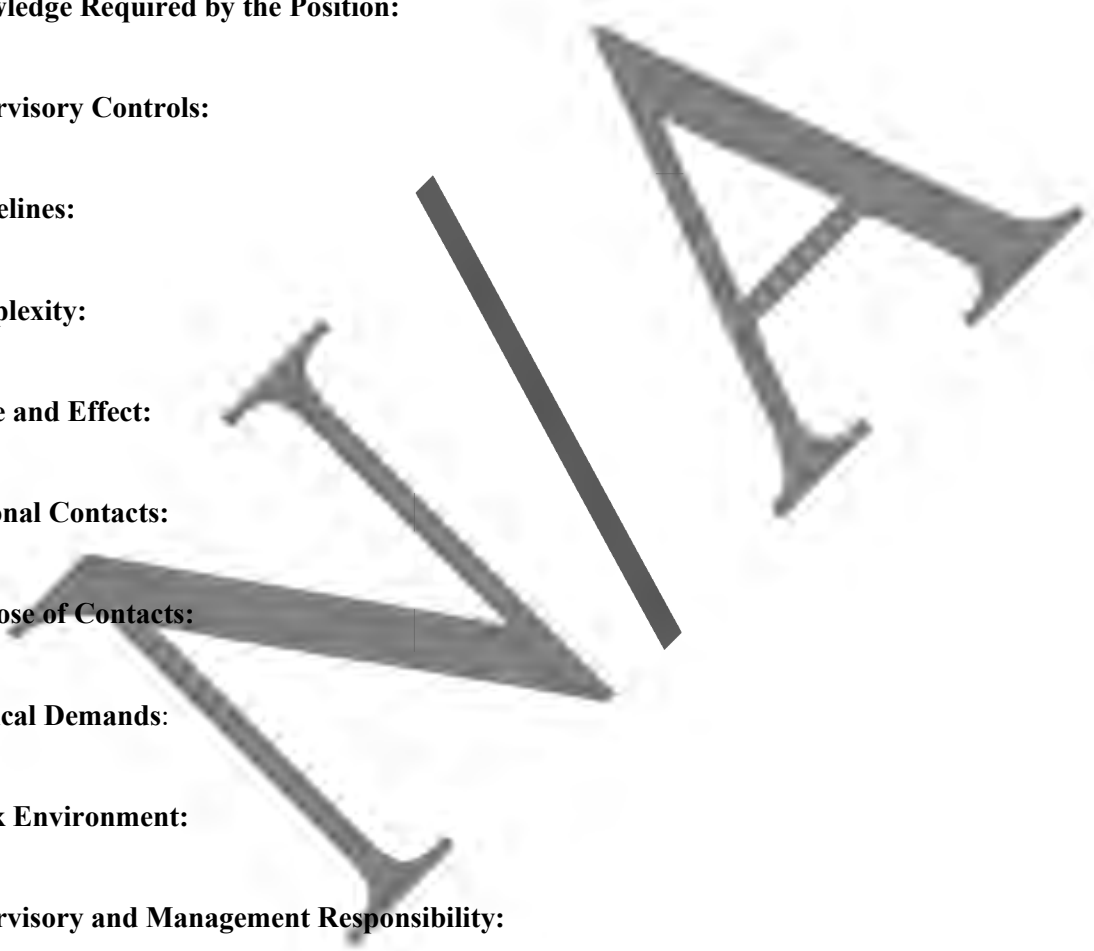 wledge Required by the Position:
rvisory Controls:
elines:
plexity:
e and Effect:
onal Contacts:
ose of Contacts:
ical Demands:
k Environment:
rvisory and Management Responsibility:
N/A